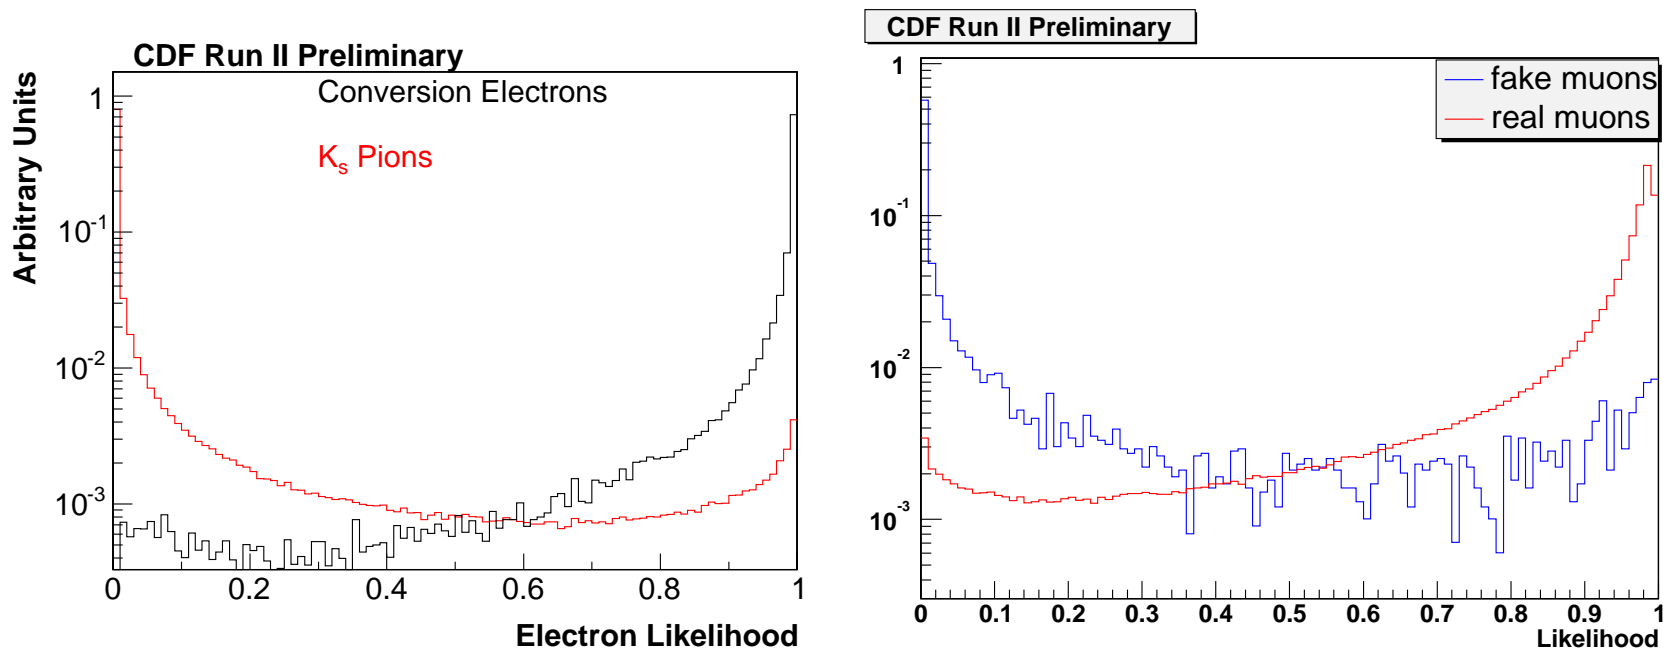 CDF Run II Preliminary
Arbitrary Units
Conversion Electrons
Ks Pions
1
10-1
10-2
10-3
0 0.2 0.4 0.6 0.8 1
Electron Likelihood
CDF Run II Preliminary
fake muons
real muons
1
10-1
10-2
10-3
0 0.1 0.2 0.3 0.4 0.5 0.6 0.7 0.8 0.9 1
Likelihood